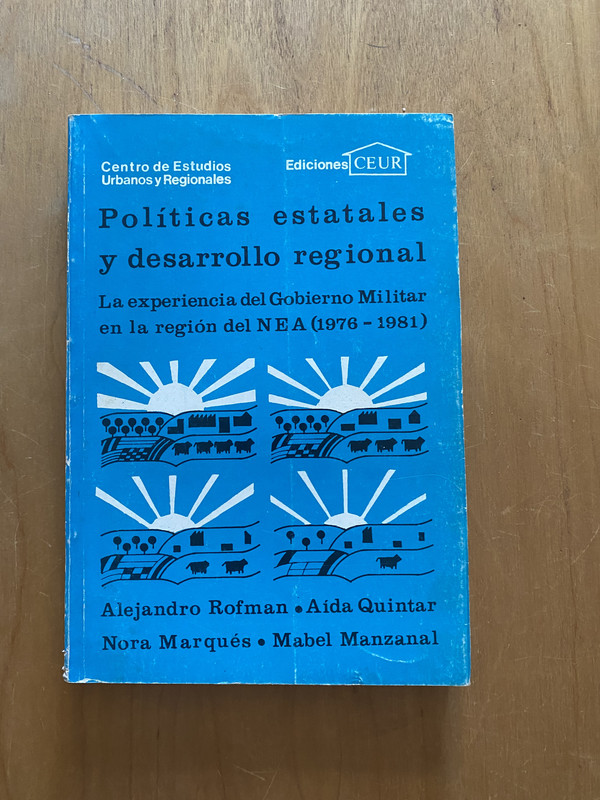 Centro de Estudios
Urbanos y Regionales
Ediciones CEUR
Políticas estatales
y desarrollo regional
La experiencia del Gobierno Militar
en la región del NEA (1976 - 1981)
Alejandro Rofman • Aída Quintar
Nora Marqués • Mabel Manzanal